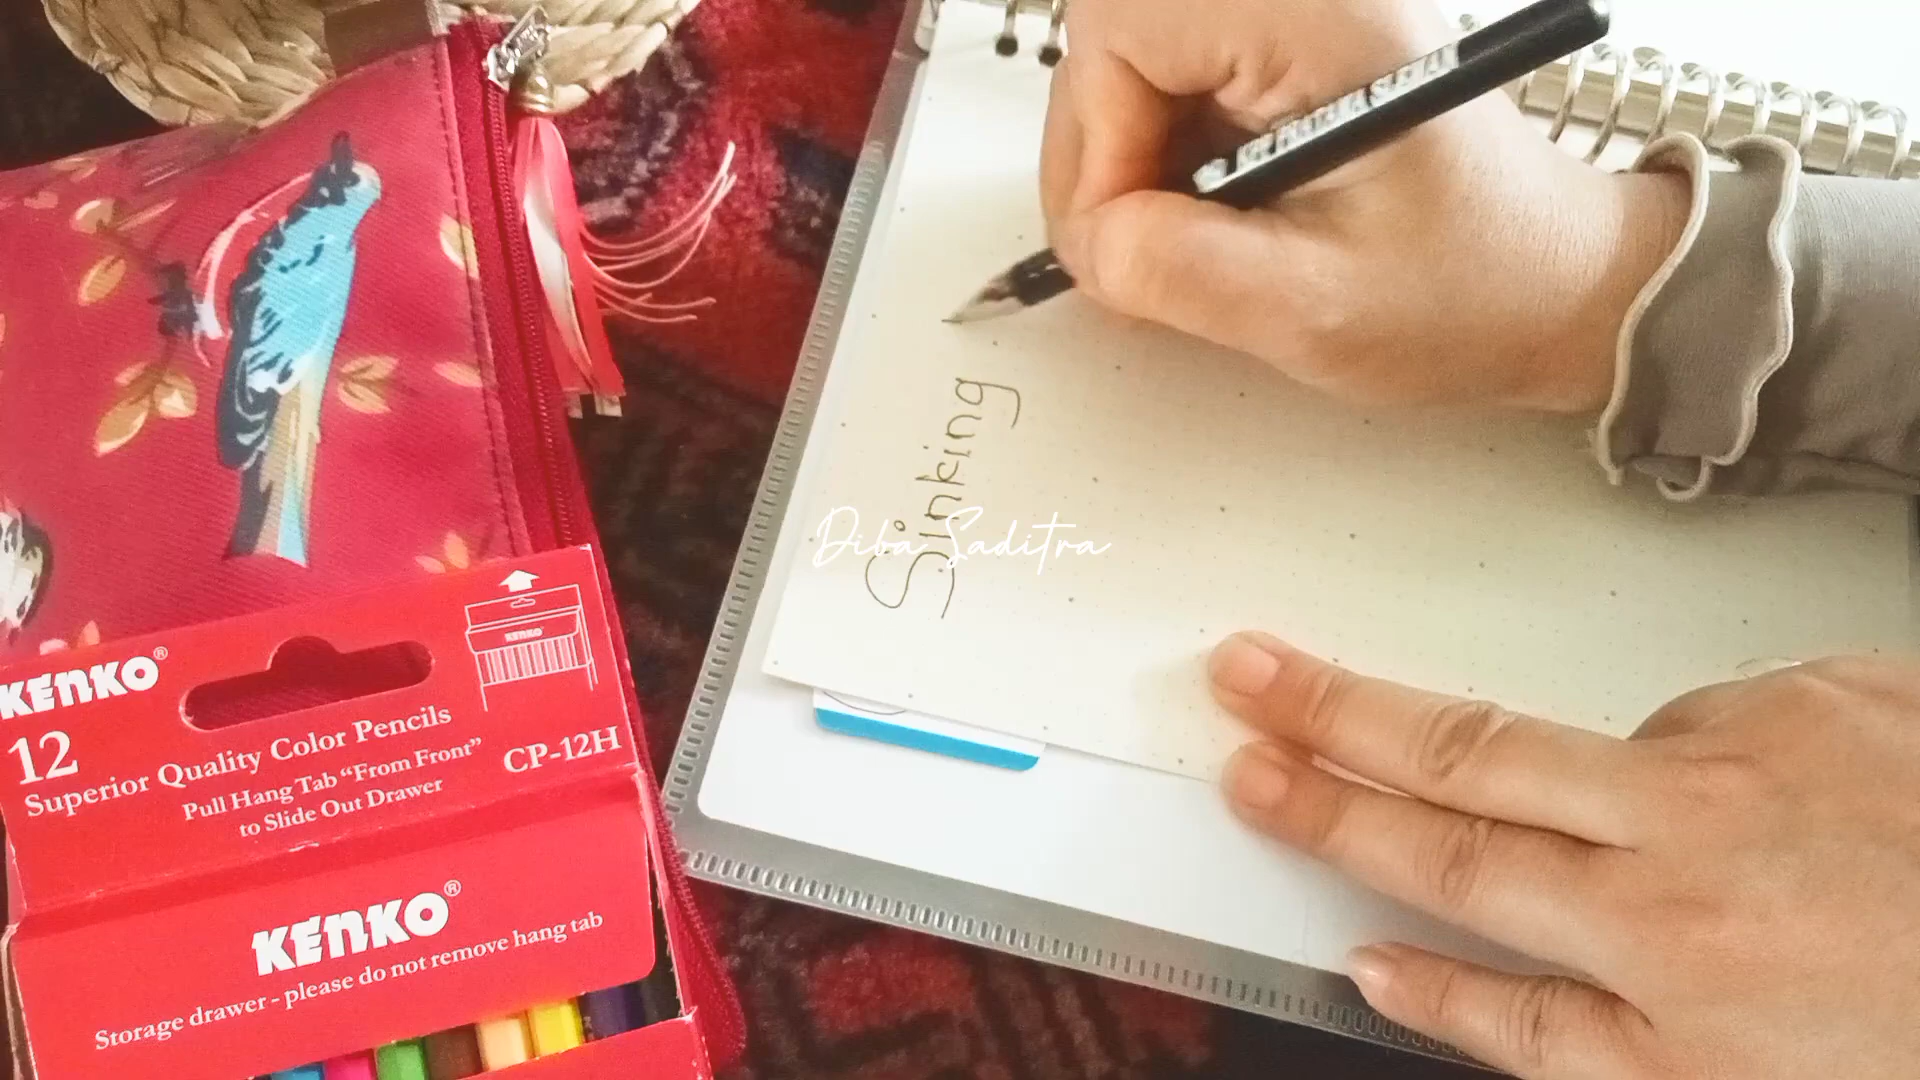 KENKO®
12
Superior Quality Color Pencils
Pull Hang Tab “From Front”
to Slide Out Drawer
CP-12H
KENKO
KENKO®
Storage drawer - please do not remove hang tab
Sinking
Diba Saditra